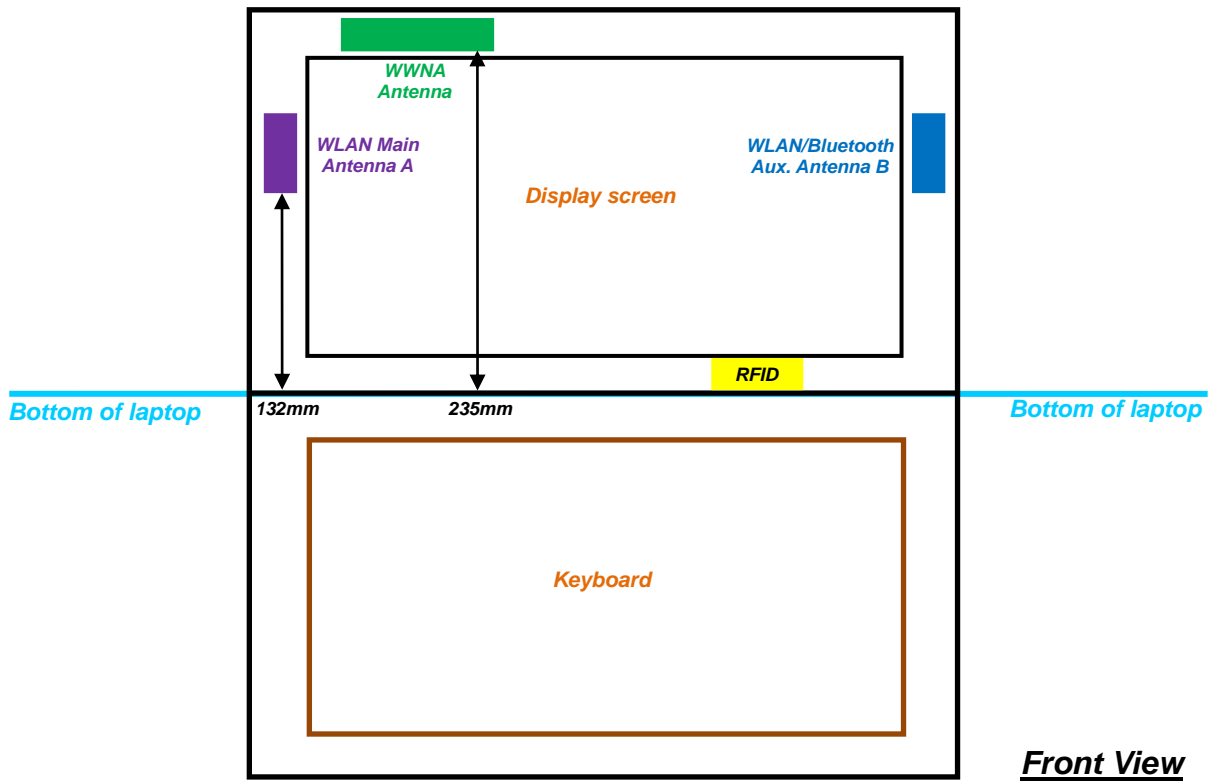 WWNA
Antenna
WLAN Main
Antenna A
WLAN/Bluetooth
Aux. Antenna B
Display screen
RFID
Bottom of laptop
132mm
235mm
Bottom of laptop
Keyboard
Front View